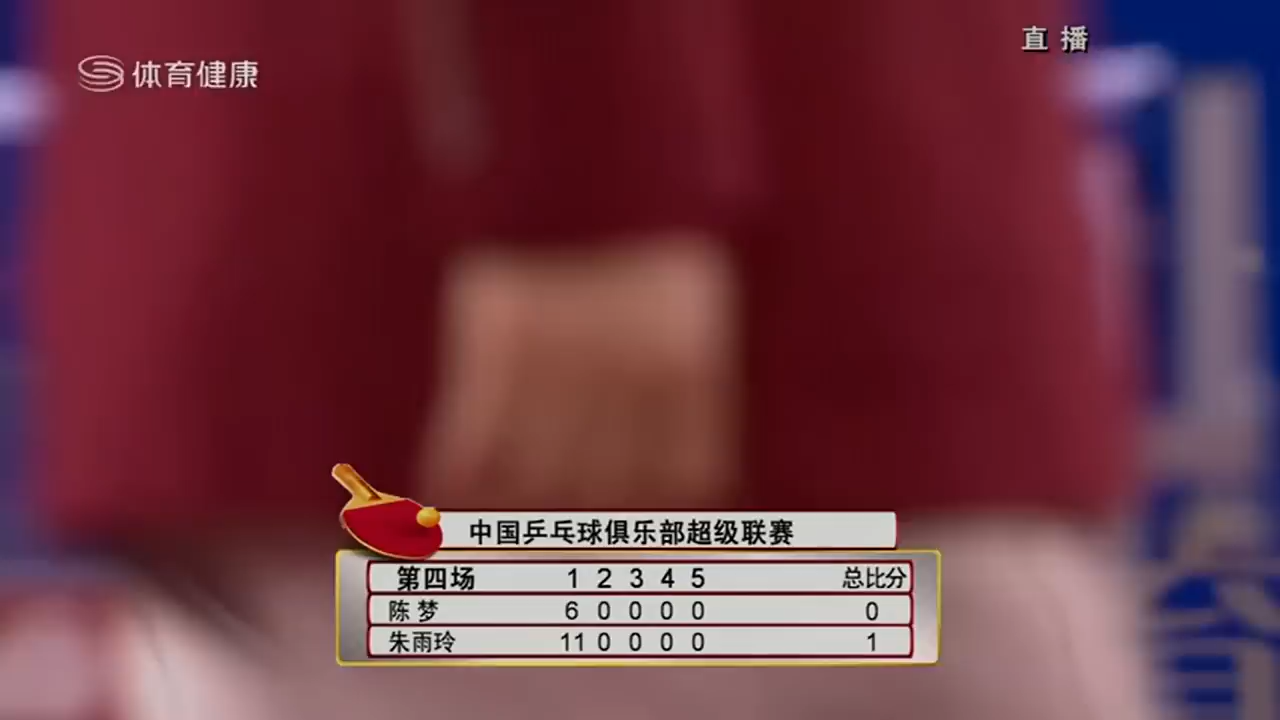 直播
体育健康
中国乒乓球俱乐部超级联赛
第四场 1 2 3 4 5 总比分
陈梦 6 0 0 0 0 0
朱雨玲 11 0 0 0 0 1